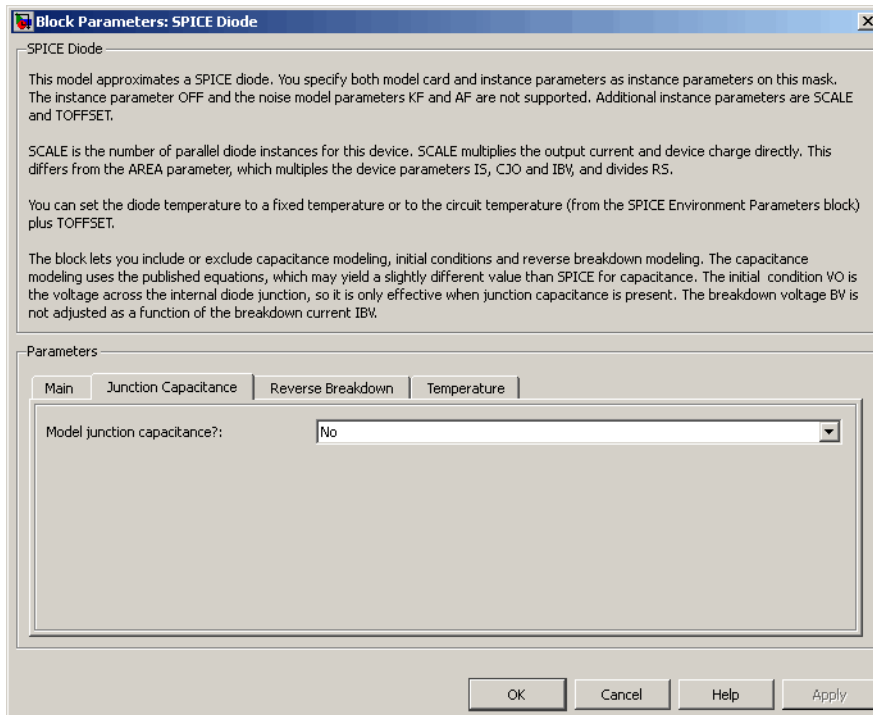 Block Parameters: SPICE Diode
SPICE Diode
This model approximates a SPICE diode. You specify both model card and instance parameters as instance parameters on this mask.
The instance parameter OFF and the noise model parameters KF and AF are not supported. Additional instance parameters are SCALE
and TOFFSET.
SCALE is the number of parallel diode instances for this device. SCALE multiplies the output current and device charge directly. This
differs from the AREA parameter, which multiples the device parameters IS, CJO and IBV, and divides RS.
You can set the diode temperature to a fixed temperature or to the circuit temperature (from the SPICE Environment Parameters block)
plus TOFFSET.
The block lets you include or exclude capacitance modeling, initial conditions and reverse breakdown modeling. The capacitance
modeling uses the published equations, which may yield a slightly different value than SPICE for capacitance. The initial condition VO is
the voltage across the internal diode junction, so it is only effective when junction capacitance is present. The breakdown voltage BV is
not adjusted as a function of the breakdown current IBV.
Parameters
Main Junction Capacitance Reverse Breakdown Temperature
Model junction capacitance?: No
OK Cancel Help Apply